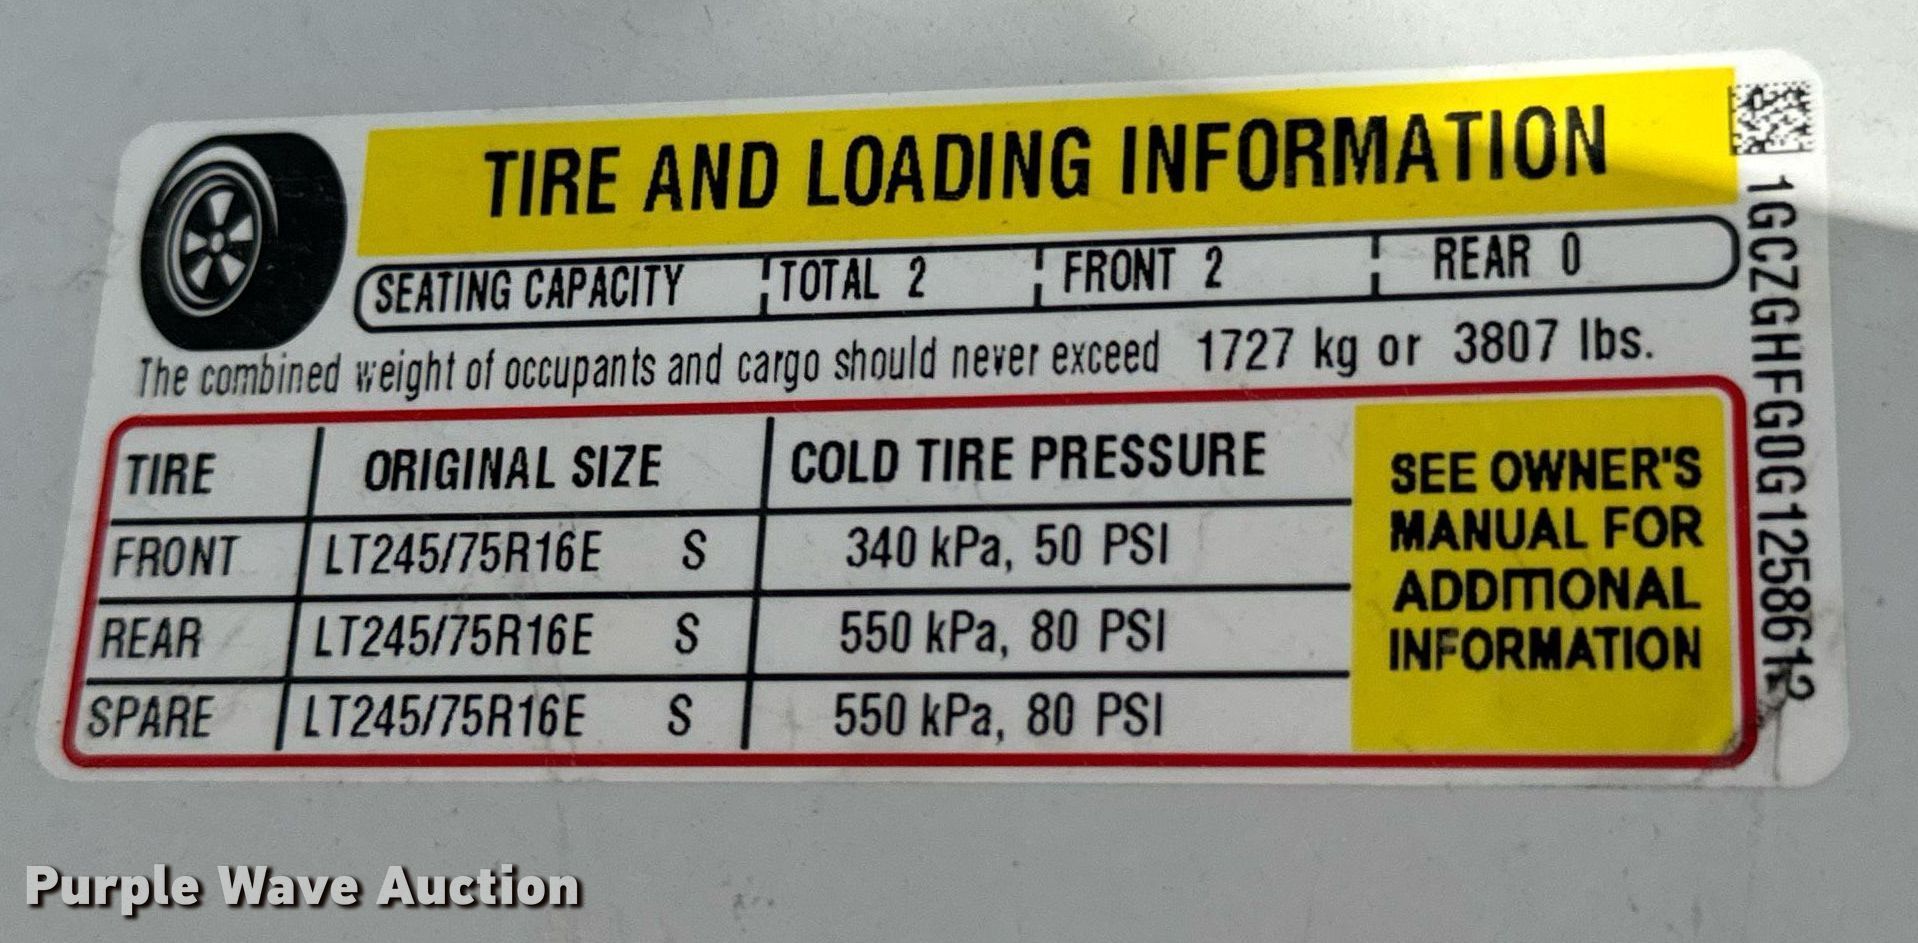 TIRE AND LOADING INFORMATION
SEATING CAPACITY TOTAL 2 FRONT 2 REAR 0
The combined weight of occupants and cargo should never exceed 1727 kg or 3807 lbs.
TIRE ORIGINAL SIZE COLD TIRE PRESSURE
FRONT LT245/75R16E S 340 kPa, 50 PSI
REAR LT245/75R16E S 550 kPa, 80 PSI
SPARE LT245/75R16E S 550 kPa, 80 PSI
SEE OWNER'S
MANUAL FOR
ADDITIONAL
INFORMATION
1GCZGHFG0G1258612
Purple Wave Auction